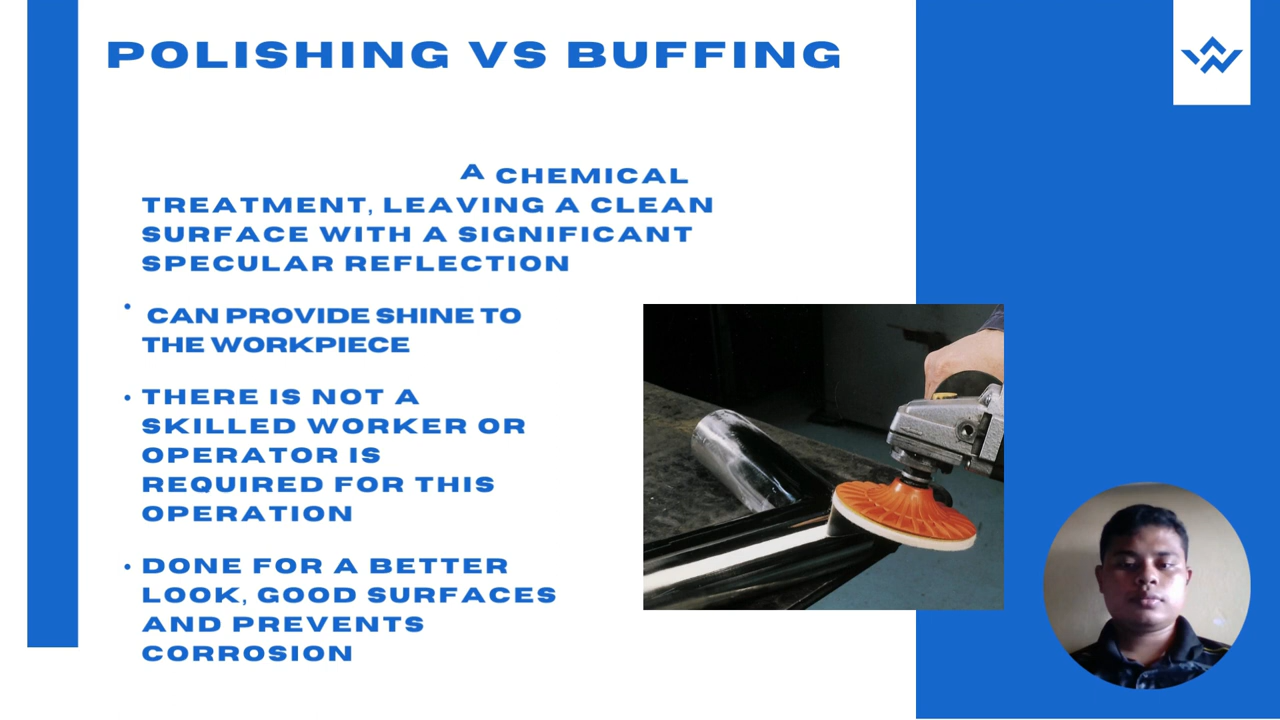 POLISHING VS BUFFING
A CHEMICAL
TREATMENT, LEAVING A CLEAN
SURFACE WITH A SIGNIFICANT
SPECULAR REFLECTION
• CAN PROVIDE SHINE TO
THE WORKPIECE
• THERE IS NOT A
SKILLED WORKER OR
OPERATOR IS
REQUIRED FOR THIS
OPERATION
• DONE FOR A BETTER
LOOK, GOOD SURFACES
AND PREVENTS
CORROSION